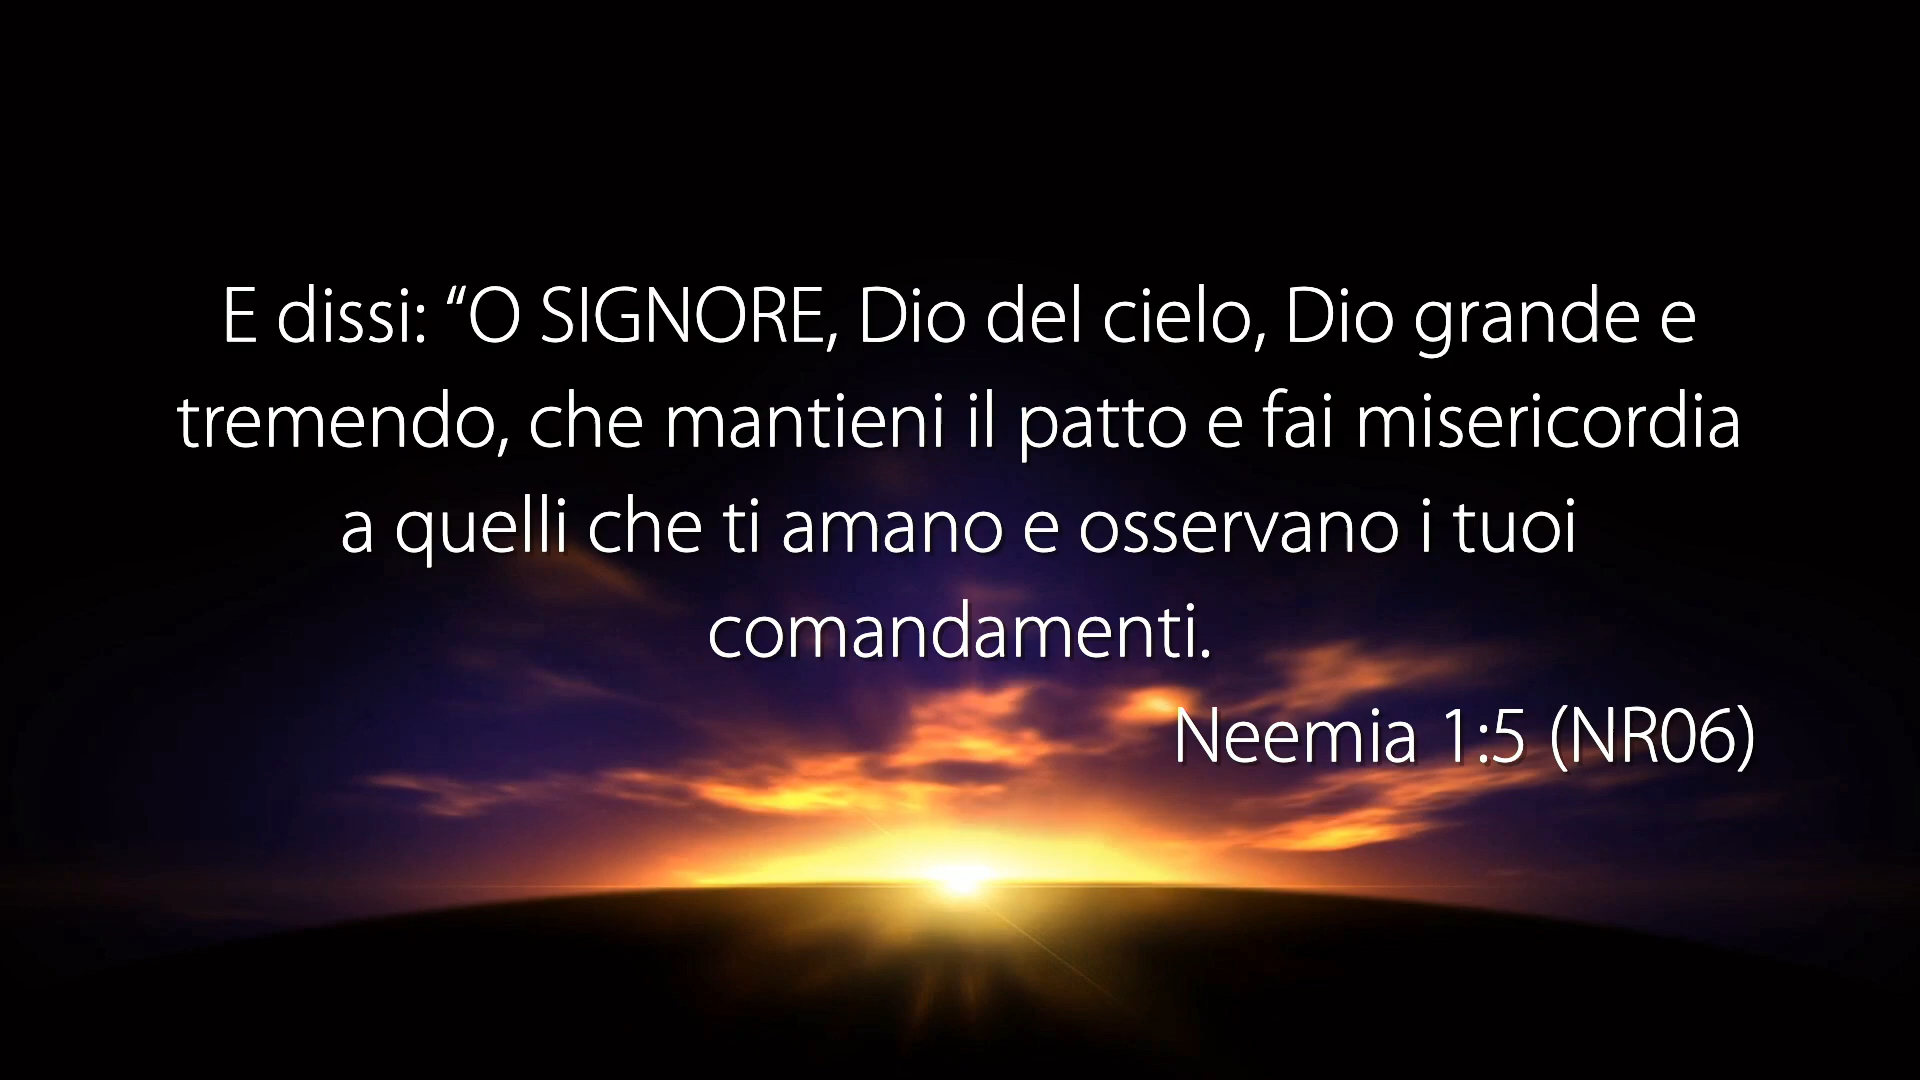 E dissi: “O SIGNORE, Dio del cielo, Dio grande e
tremendo, che mantieni il patto e fai misericordia
a quelli che ti amano e osservano i tuoi
comandamenti.
Neemia 1:5 (NR06)